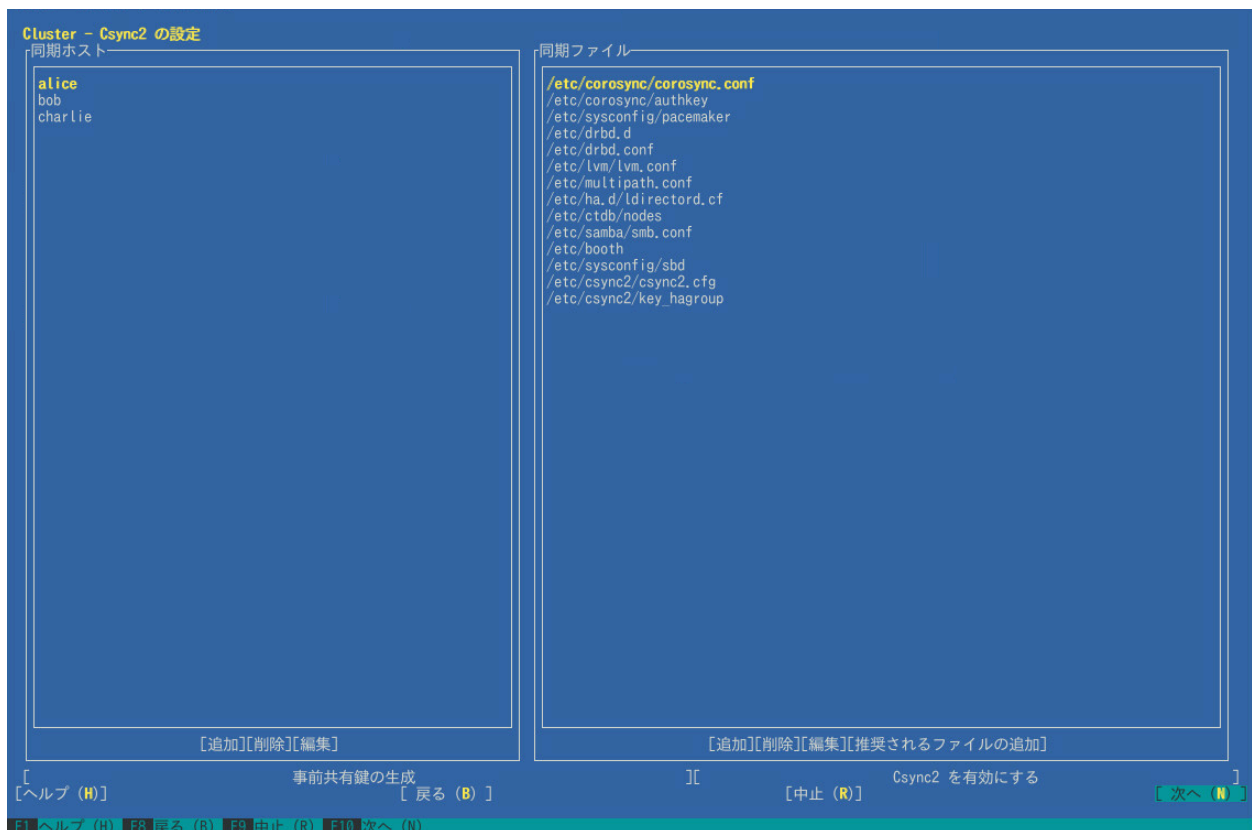 Cluster - Csync2 の設定
同期ホスト
alice
bob
charlie
[追加][削除][編集]
同期ファイル
/etc/corosync/corosync.conf
/etc/corosync/authkey
/etc/sysconfig/pacemaker
/etc/drbd.d
/etc/drbd.conf
/etc/lvm/lvm.conf
/etc/multipath.conf
/etc/ha.d/ldirectord.cf
/etc/ctdb/nodes
/etc/samba/smb.conf
/etc/booth
/etc/sysconfig/sbd
/etc/csync2/csync2.cfg
/etc/csync2/key_hagroup
[追加][削除][編集][推奨されるファイルの追加]
[ 事前共有鍵の生成 ][ Csync2 を有効にする ]
[ヘルプ (H)] [ 戻る (B) ] [中止 (R)] [ 次へ (N) ]
F1 ヘルプ (H) F8 戻る (B) F9 中止 (R) F10 次へ (N)